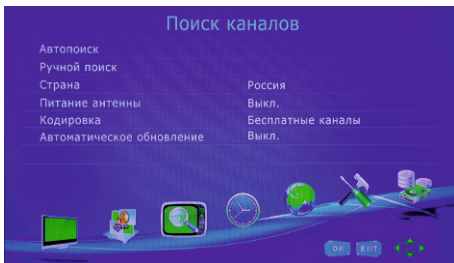 Поиск каналов
Автопоиск
Ручной поиск
Страна Россия
Питание антенны Выкл.
Кодировка Бесплатные каналы
Автоматическое обновление Выкл.
OK EXIT